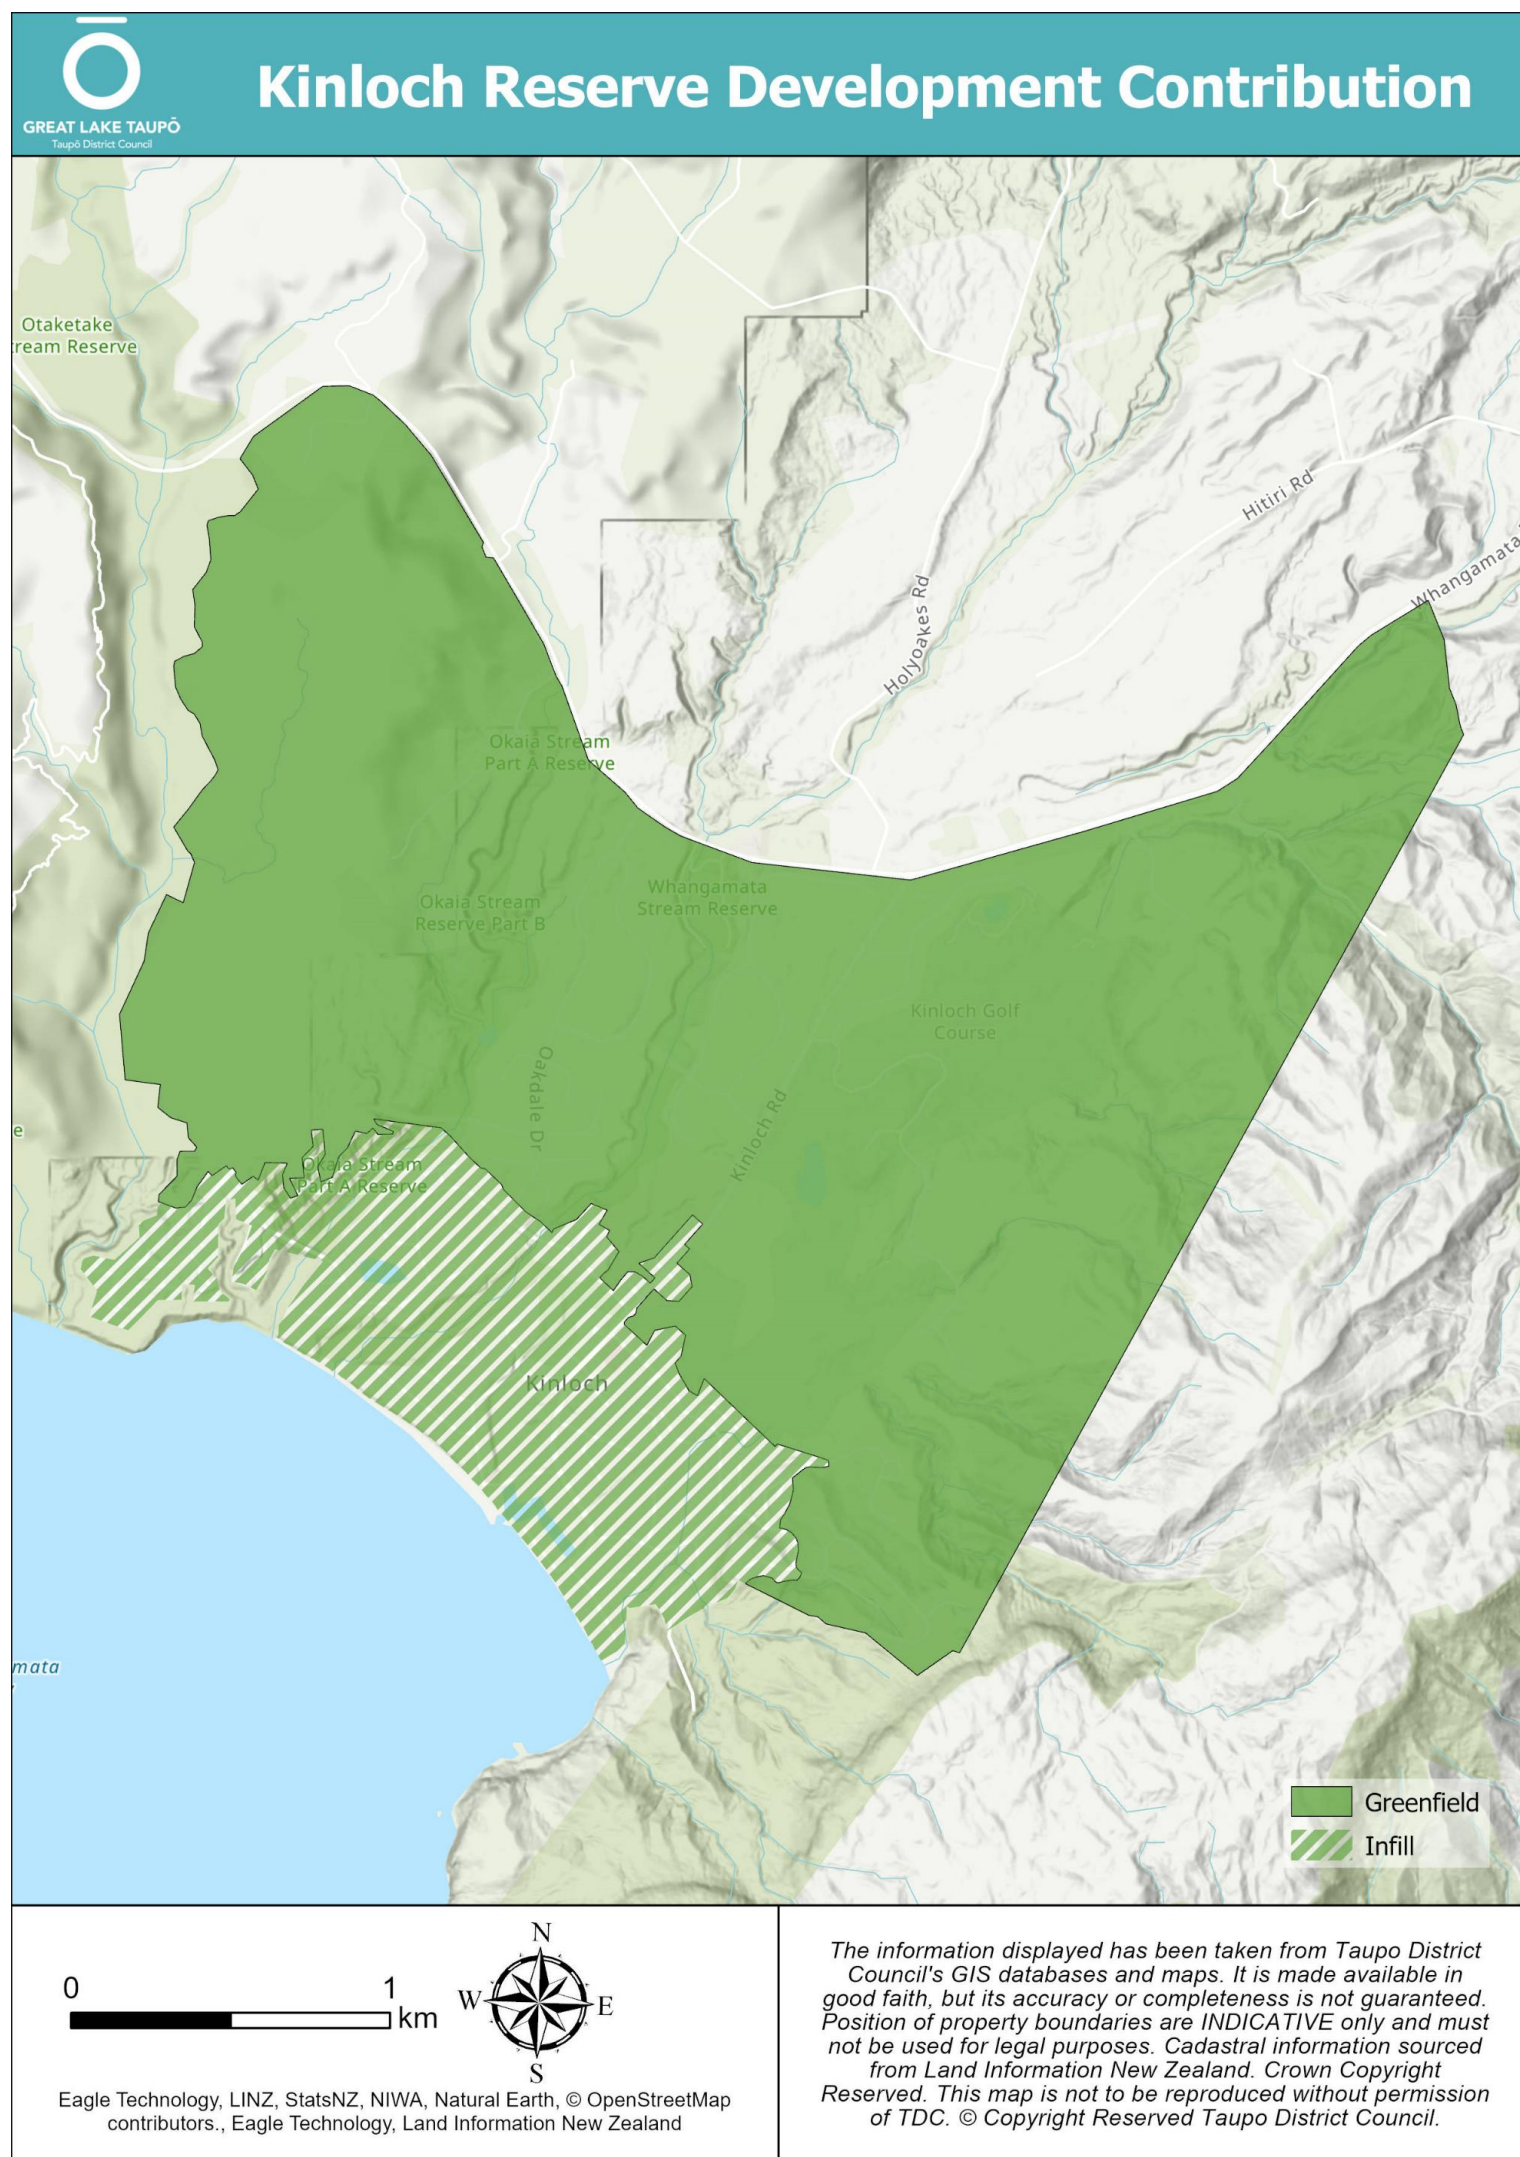 GREAT LAKE TAUPŌ
Taupō District Council
Kinloch Reserve Development Contribution
Otaketake
ream Reserve
Hitiri Rd
Whangamata
Holyoakes Rd
Okaia Stream
Part A Reserve
Whangamata
Stream Reserve
Okaia Stream
Reserve Part B
Kinloch Golf
Course
Oakdale Dr
Kinloch Rd
e
Okaia Stream
Part A Reserve
Kinloch
mata
Greenfield
Infill
0 1
km
N
W E
S
Eagle Technology, LINZ, StatsNZ, NIWA, Natural Earth, © OpenStreetMap
contributors., Eagle Technology, Land Information New Zealand
The information displayed has been taken from Taupo District
Council's GIS databases and maps. It is made available in
good faith, but its accuracy or completeness is not guaranteed.
Position of property boundaries are INDICATIVE only and must
not be used for legal purposes. Cadastral information sourced
from Land Information New Zealand. Crown Copyright
Reserved. This map is not to be reproduced without permission
of TDC. © Copyright Reserved Taupo District Council.